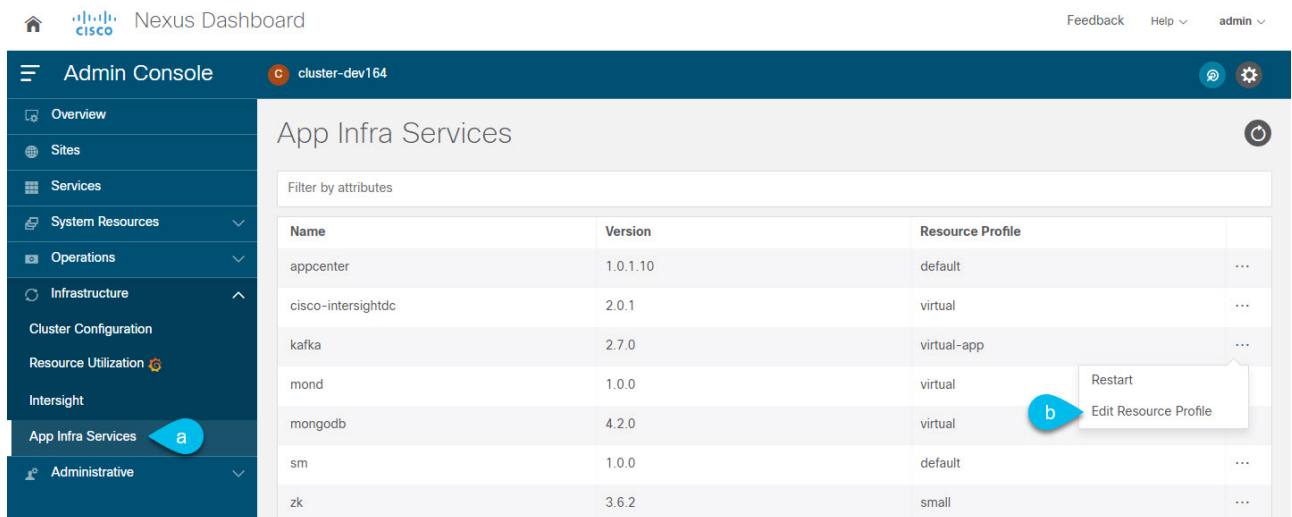 CISCO Nexus Dashboard Feedback Help admin
Admin Console C cluster-dev164
Overview
Sites
Services
System Resources
Operations
Infrastructure
Cluster Configuration
Resource Utilization
Intersight
App Infra Services a
Administrative
App Infra Services
Filter by attributes
Name Version Resource Profile
appcenter 1.0.1.10 default ...
cisco-intersightdc 2.0.1 virtual ...
kafka 2.7.0 virtual-app ...
mond 1.0.0 virtual
mongodb 4.2.0 virtual
sm 1.0.0 default ...
zk 3.6.2 small ...
Restart
b Edit Resource Profile